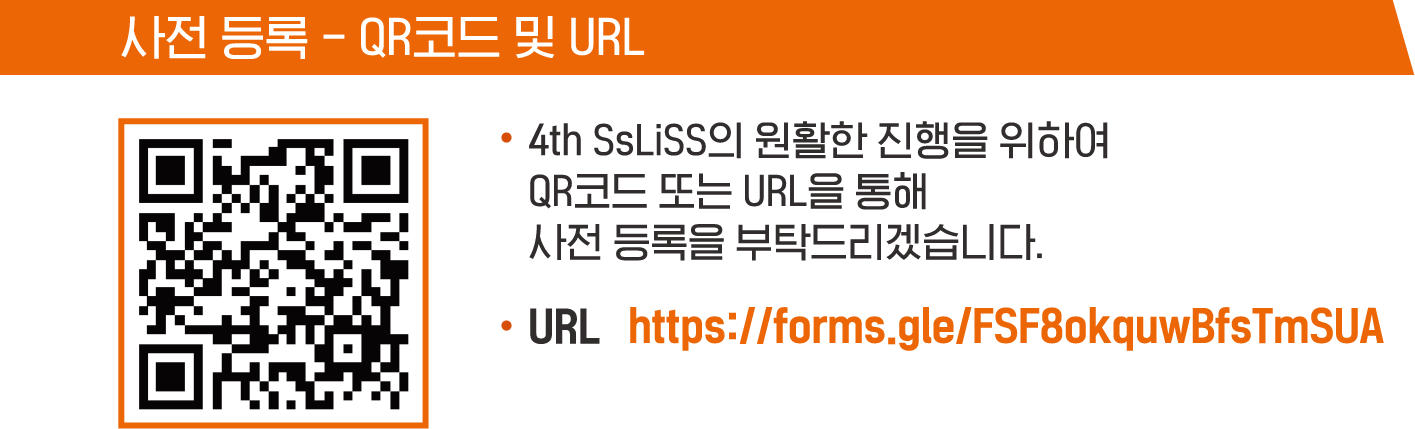 사전 등록 - QR코드 및 URL
• 4th SsLiSS의 원활한 진행을 위하여
QR코드 또는 URL을 통해
사전 등록을 부탁드리겠습니다.
• URL https://forms.gle/FSF8okquwBfsTmSUA